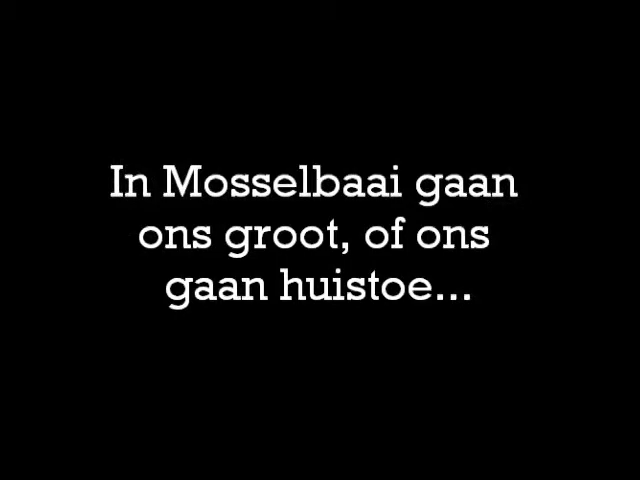 In Mosselbaai gaan
ons groot, of ons
gaan huistoe...